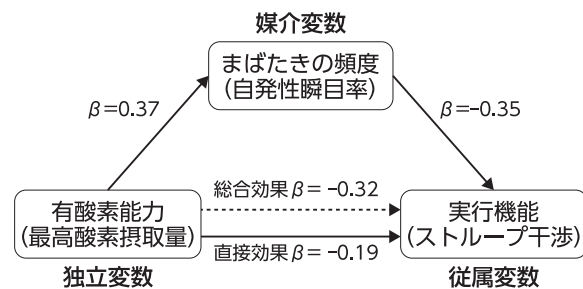 媒介変数
まばたきの頻度
(自発性瞬目率)
β=0.37
β=-0.35
総合効果 β= -0.32
有酸素能力
(最高酸素摂取量)
実行機能
(ストループ干渉)
直接効果 β= -0.19
独立変数
従属変数